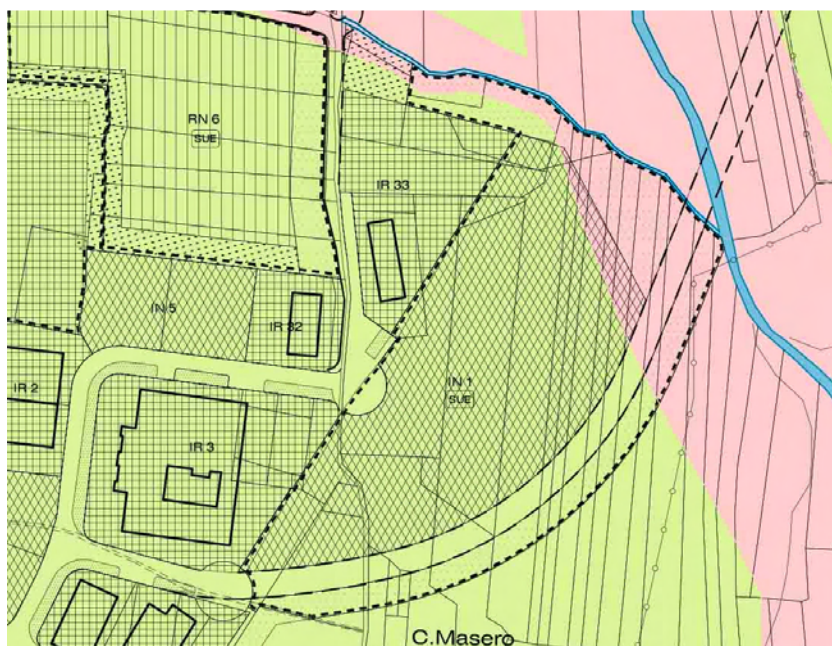 RN 6
SUE
IR 33
IN 5
IR 32
IN 1
SUE
IR 2
IR 3
C.Masero